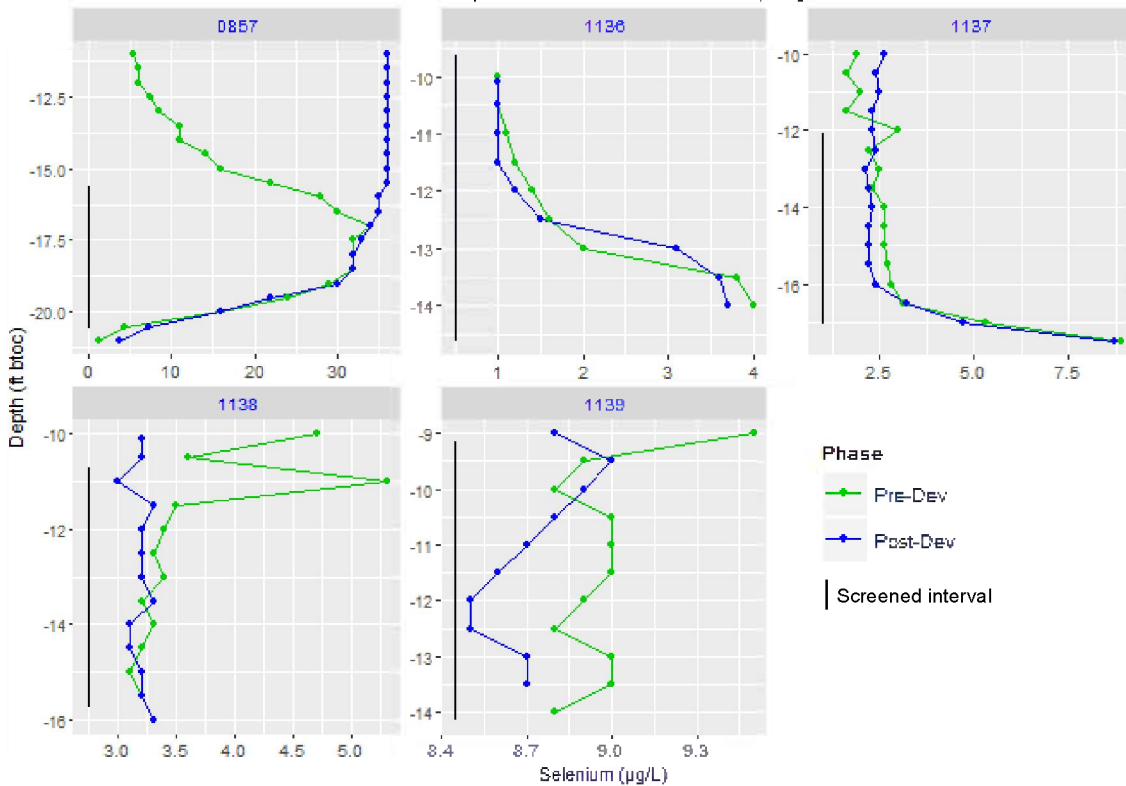 0857
1136
1137
-12.5
-15.0
-17.5
-20.0
0 10 20 30
-10
-11
-12
-13
-14
1 2 3 4
-10
-12
-14
-16
2.5 5.0 7.5
Depth (ft btoc)
1138
1139
-10
-12
-14
-16
3.0 3.5 4.0 4.5 5.0
-9
-10
-11
-12
-13
-14
8.4 8.7 9.0 9.3
Selenium (µg/L)
Phase
Pre-Dev
Post-Dev
Screened interval